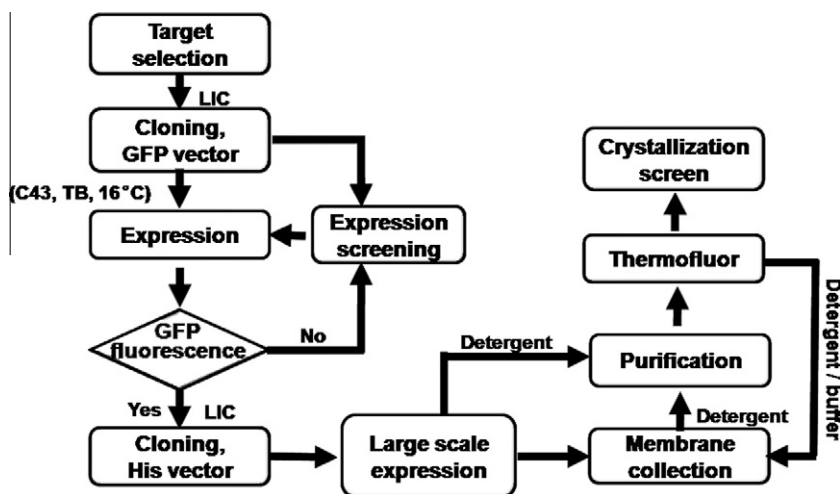 Target
selection
LIC
Cloning,
GFP vector
(C43, TB, 16°C)
Expression
Expression
screening
GFP
fluorescence
No
Yes
LIC
Cloning,
His vector
Large scale
expression
Detergent
Crystallization
screen
Thermofluor
Purification
Detergent
Membrane
collection
Detergent / buffer